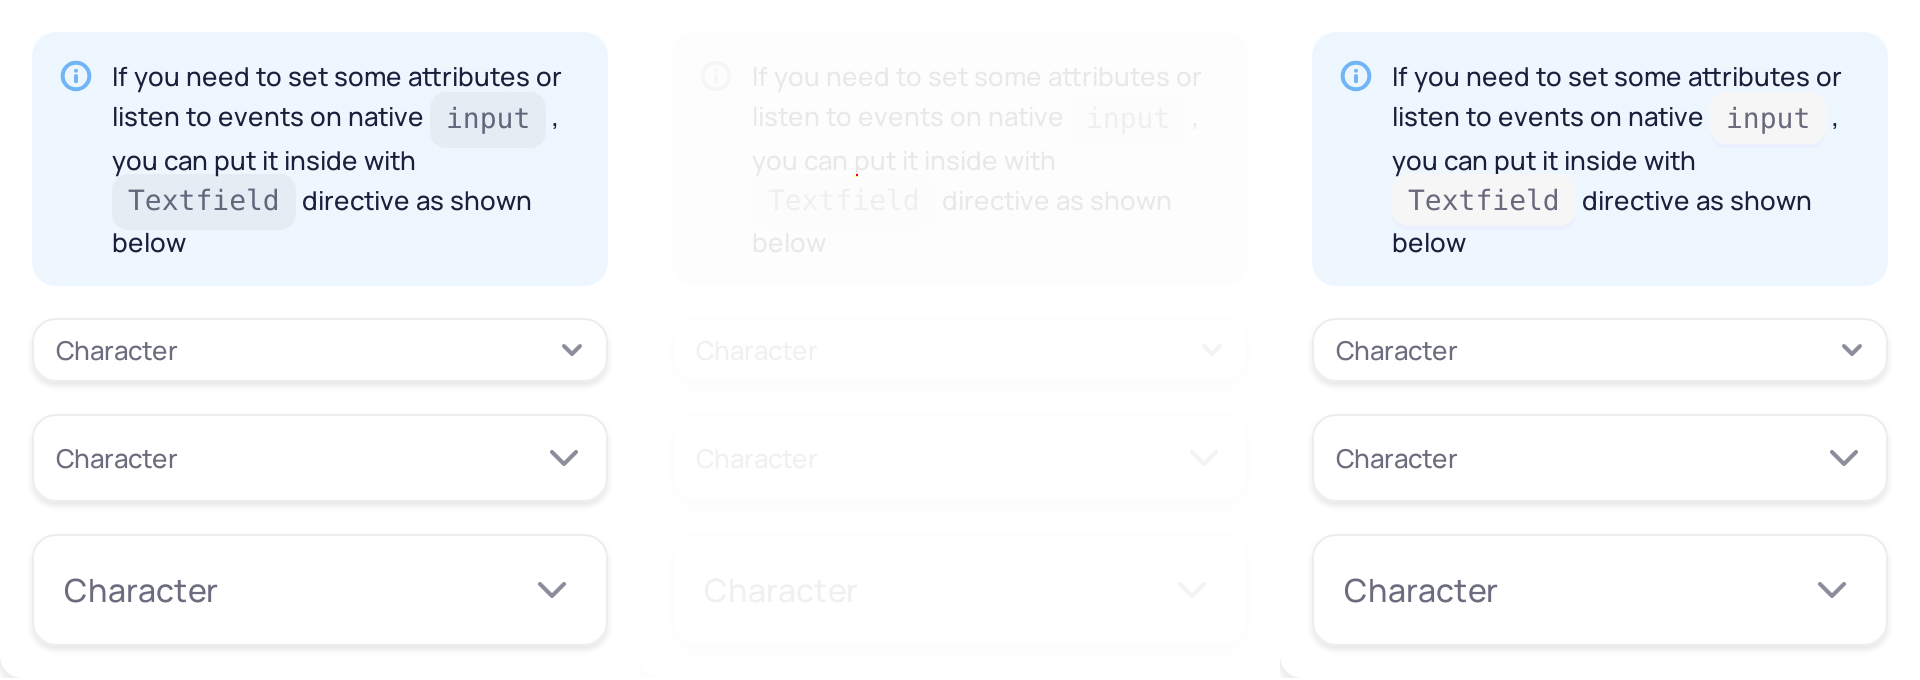 If you need to set some attributes or
listen to events on native input ,
you can put it inside with
Textfield directive as shown
below
Character
Character
Character
If you need to set some attributes or
listen to events on native input ,
you can put it inside with
Textfield directive as shown
below
Character
Character
Character
If you need to set some attributes or
listen to events on native input ,
you can put it inside with
Textfield directive as shown
below
Character
Character
Character